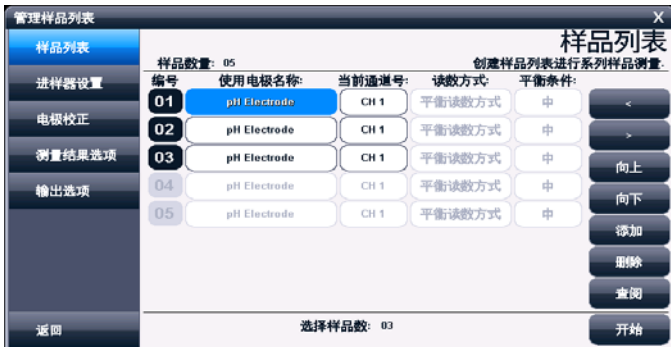 管理样品列表 X
样品列表
样品列表
样品数量: 05 创建样品列表进行系列样品测量.
编号 使用电极名称: 当前通道号: 读数方式: 平衡条件:
进样器设置
01 pH Electrode CH 1 平衡读数方式 中 <
电极校正
02 pH Electrode CH 1 平衡读数方式 中 >
测量结果选项
03 pH Electrode CH 1 平衡读数方式 中 向上
输出选项
04 pH Electrode CH 1 平衡读数方式 中 向下
05 pH Electrode CH 1 平衡读数方式 中
添加
删除
查阅
返回 选择样品数: 03 开始